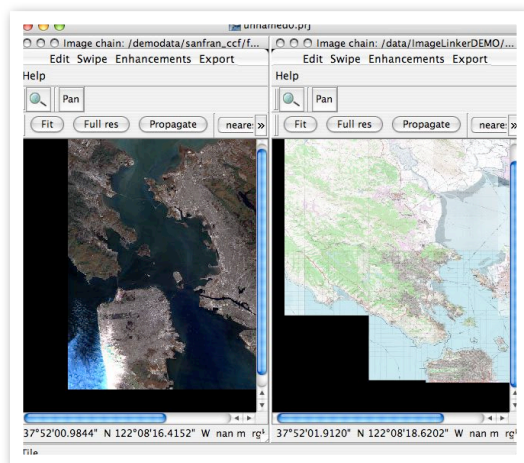 unnamed0.prj
Image chain: /demodata/sanfran_ccf/f...
Image chain: /data/ImageLinkerDEMO/...
Edit Swipe Enhancements Export
Edit Swipe Enhancements Export
Help
Help
Pan
Pan
Fit Full res Propagate neare: »
Fit Full res Propagate neare: »
37°52'00.9844" N 122°08'16.4152" W nan m
37°52'01.9120" N 122°08'18.6202" W nan m